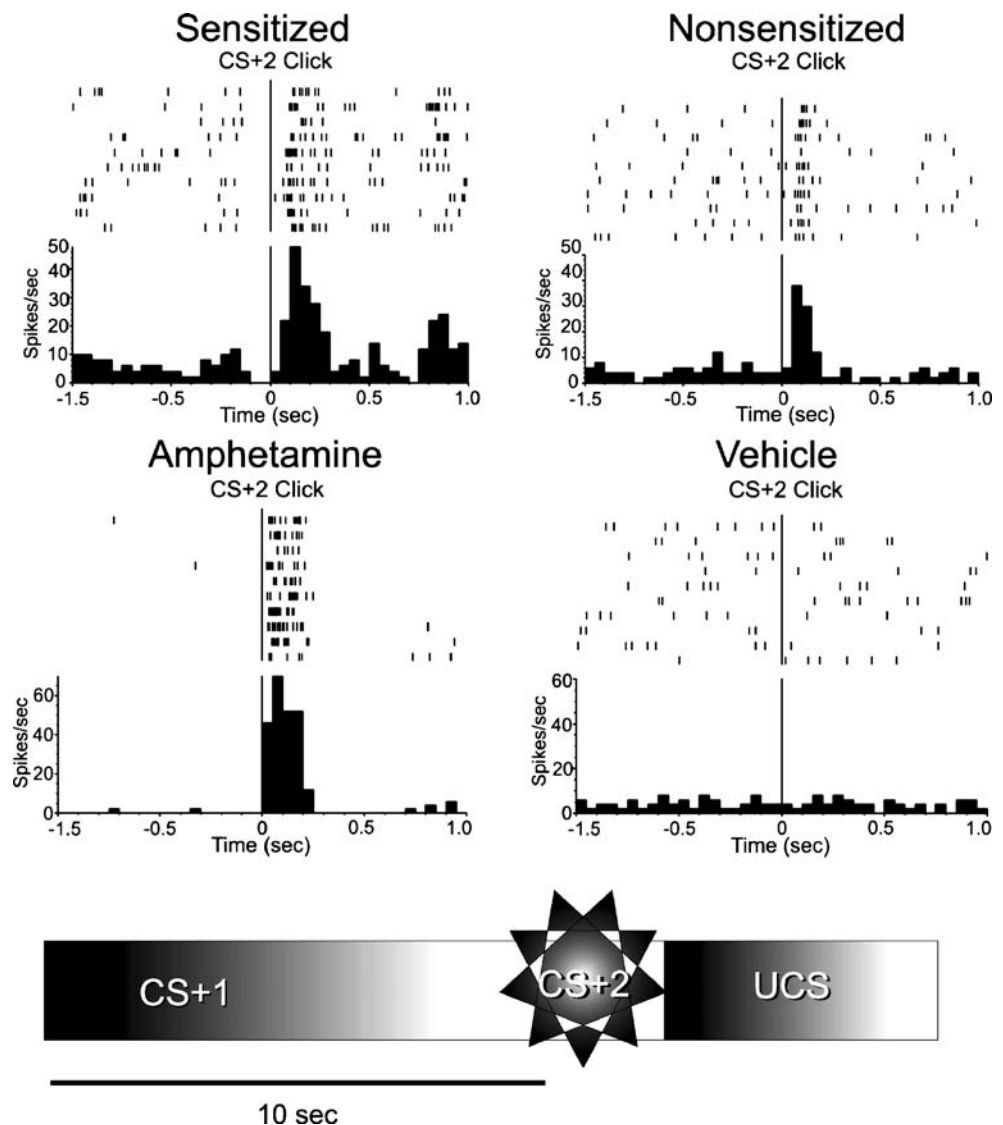 Sensitized
CS+2 Click
50
40
30
20
10
0
Spikes/sec
-1.5 -0.5 0 0.5 1.0
Time (sec)
Nonsensitized
CS+2 Click
50
40
30
20
10
0
Spikes/sec
-1.5 -0.5 0 0.5 1.0
Time (sec)
Amphetamine
CS+2 Click
60
40
20
0
Spikes/sec
-1.5 -0.5 0 0.5 1.0
Time (sec)
Vehicle
CS+2 Click
60
40
20
0
Spikes/sec
-1.5 -0.5 0 0.5 1.0
Time (sec)
CS+1 CS+2 UCS
10 sec